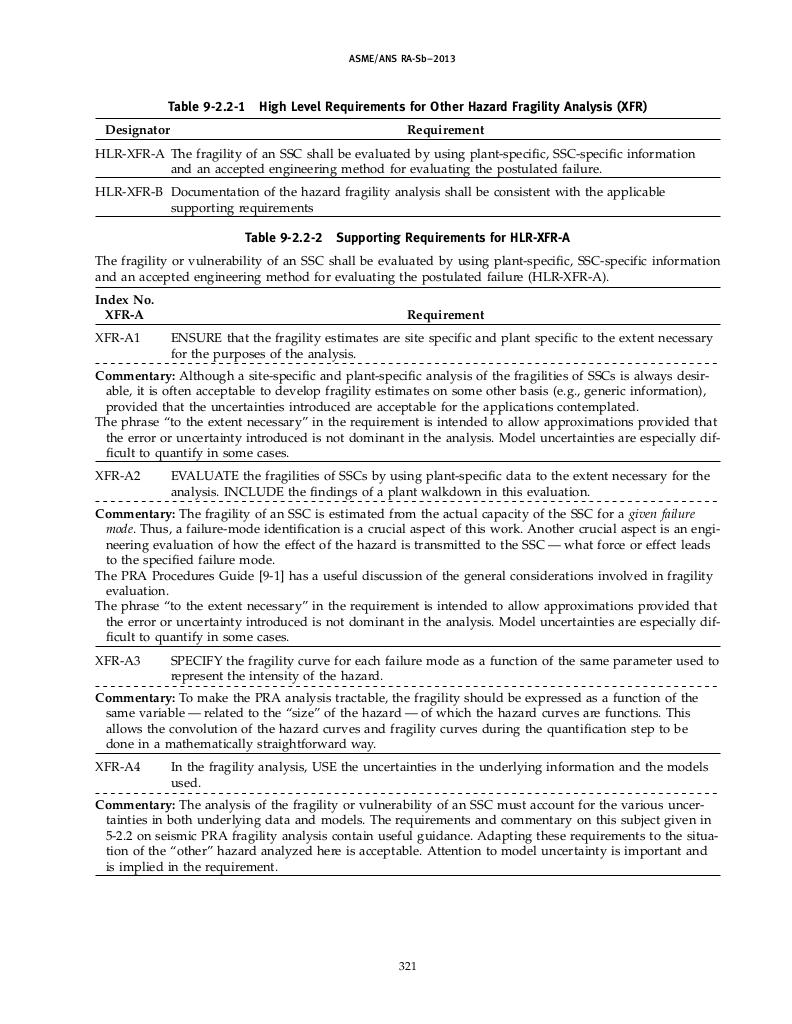 ASME/ANS RA-Sb–2013
Table 9-2.2-1 High Level Requirements for Other Hazard Fragility Analysis (XFR)
Designator Requirement
HLR-XFR-A The fragility of an SSC shall be evaluated by using plant-specific, SSC-specific information
and an accepted engineering method for evaluating the postulated failure.
HLR-XFR-B Documentation of the hazard fragility analysis shall be consistent with the applicable
supporting requirements
Table 9-2.2-2 Supporting Requirements for HLR-XFR-A
The fragility or vulnerability of an SSC shall be evaluated by using plant-specific, SSC-specific information
and an accepted engineering method for evaluating the postulated failure (HLR-XFR-A).
Index No.
XFR-A Requirement
XFR-A1 ENSURE that the fragility estimates are site specific and plant specific to the extent necessary
for the purposes of the analysis.
Commentary: Although a site-specific and plant-specific analysis of the fragilities of SSCs is always desir-
able, it is often acceptable to develop fragility estimates on some other basis (e.g., generic information),
provided that the uncertainties introduced are acceptable for the applications contemplated.
The phrase “to the extent necessary” in the requirement is intended to allow approximations provided that
the error or uncertainty introduced is not dominant in the analysis. Model uncertainties are especially dif-
ficult to quantify in some cases.
XFR-A2 EVALUATE the fragilities of SSCs by using plant-specific data to the extent necessary for the
analysis. INCLUDE the findings of a plant walkdown in this evaluation.
Commentary: The fragility of an SSC is estimated from the actual capacity of the SSC for a given failure
mode. Thus, a failure-mode identification is a crucial aspect of this work. Another crucial aspect is an engi-
neering evaluation of how the effect of the hazard is transmitted to the SSC — what force or effect leads
to the specified failure mode.
The PRA Procedures Guide [9-1] has a useful discussion of the general considerations involved in fragility
evaluation.
The phrase “to the extent necessary” in the requirement is intended to allow approximations provided that
the error or uncertainty introduced is not dominant in the analysis. Model uncertainties are especially dif-
ficult to quantify in some cases.
XFR-A3 SPECIFY the fragility curve for each failure mode as a function of the same parameter used to
represent the intensity of the hazard.
Commentary: To make the PRA analysis tractable, the fragility should be expressed as a function of the
same variable — related to the “size” of the hazard — of which the hazard curves are functions. This
allows the convolution of the hazard curves and fragility curves during the quantification step to be
done in a mathematically straightforward way.
XFR-A4 In the fragility analysis, USE the uncertainties in the underlying information and the models
used.
Commentary: The analysis of the fragility or vulnerability of an SSC must account for the various uncer-
tainties in both underlying data and models. The requirements and commentary on this subject given in
5-2.2 on seismic PRA fragility analysis contain useful guidance. Adapting these requirements to the situa-
tion of the “other” hazard analyzed here is acceptable. Attention to model uncertainty is important and
is implied in the requirement.
321